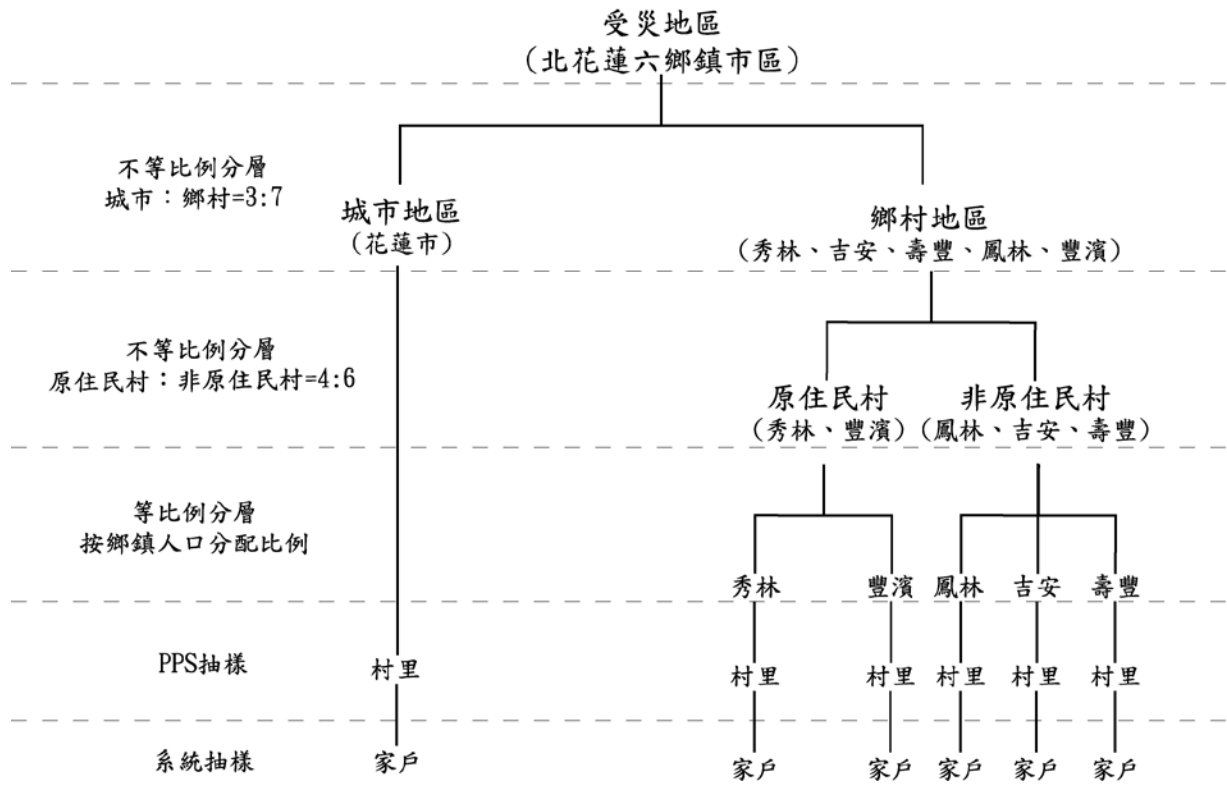 受災地區
(北花蓮六鄉鎮市區)
不等比例分層
城市：鄉村=3:7
城市地區
(花蓮市)
鄉村地區
(秀林、吉安、壽豐、鳳林、豐濱)
不等比例分層
原住民村：非原住民村=4:6
原住民村
(秀林、豐濱)
非原住民村
(鳳林、吉安、壽豐)
等比例分層
按鄉鎮人口分配比例
秀林 豐濱 鳳林 吉安 壽豐
PPS抽樣 村里 村里 村里 村里 村里 村里
系統抽樣 家戶 家戶 家戶 家戶 家戶 家戶